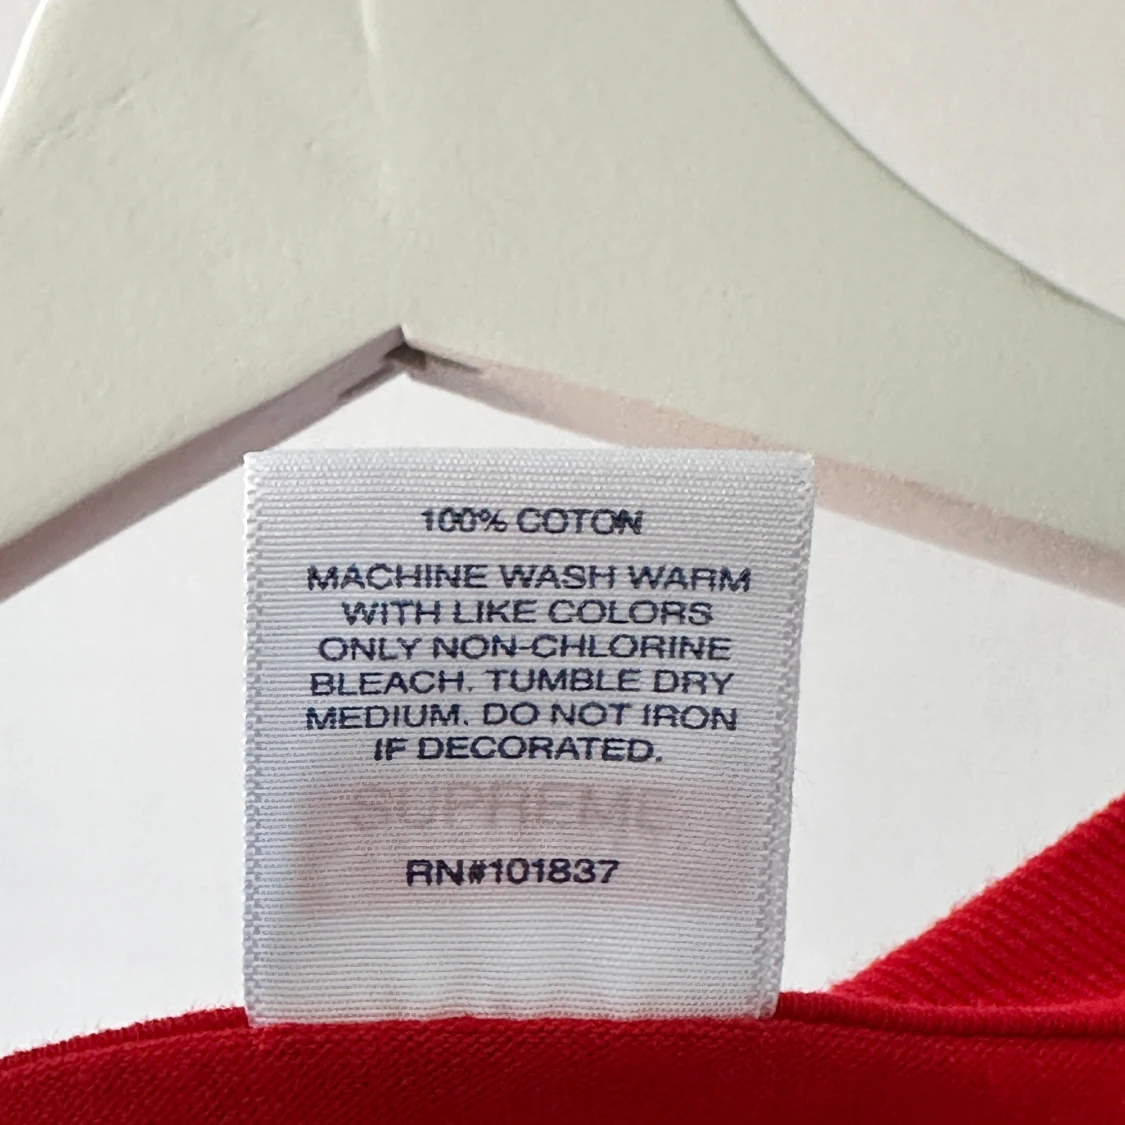 100% COTON
MACHINE WASH WARM
WITH LIKE COLORS
ONLY NON-CHLORINE
BLEACH. TUMBLE DRY
MEDIUM. DO NOT IRON
IF DECORATED.
SUPREME
RN#101837